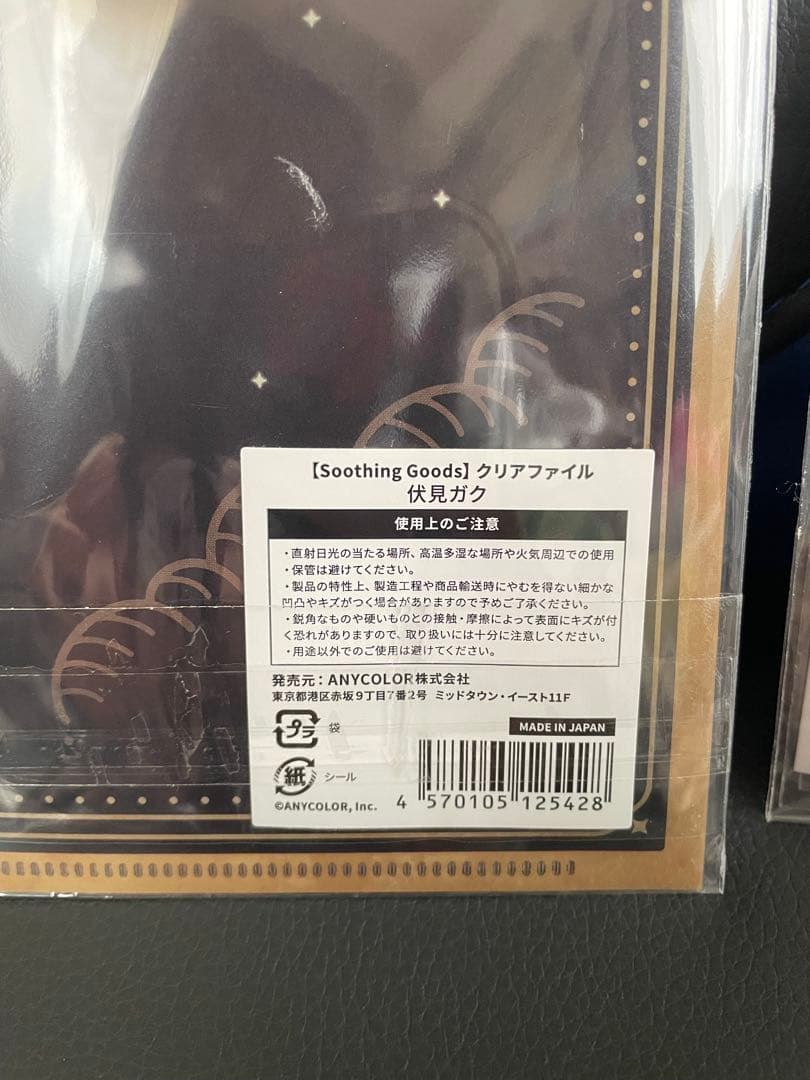 【Soothing Goods】クリアファイル
伏見ガク
使用上のご注意
・直射日光の当たる場所、高温多湿な場所や火気周辺での使用
・保管は避けてください。
・製品の特性上、製造工程や商品輸送時にやむを得ない細かな
凹凸やキズがつく場合がありますので予めご了承ください。
・鋭角なものや硬いものとの接触・摩擦によって表面にキズが付
く恐れがありますので、取り扱いには十分に注意してください。
・用途以外でのご使用は避けてください。
発売元：ANYCOLOR株式会社
東京都港区赤坂9丁目7番2号 ミッドタウン・イースト11F
プラ 袋
MADE IN JAPAN
紙 シール
©ANYCOLOR, Inc.
4 570105 125428